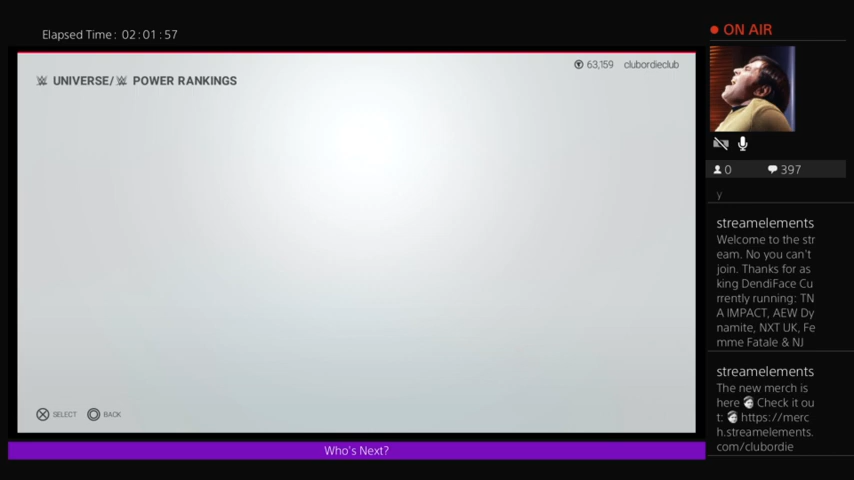 Elapsed Time: 02:01:57
ON AIR
63,159 clubordieclub
UNIVERSE/ POWER RANKINGS
0 397
y
streamelements
Welcome to the str
eam. No you can't
join. Thanks for as
king DendiFace Cu
rrently running: TN
A IMPACT, AEW Dy
namite, NXT UK, Fe
mme Fatale & NJ
streamelements
The new merch is
here Check it ou
t: https://merc
h.streamelements.
com/clubordie
SELECT BACK
Who's Next?